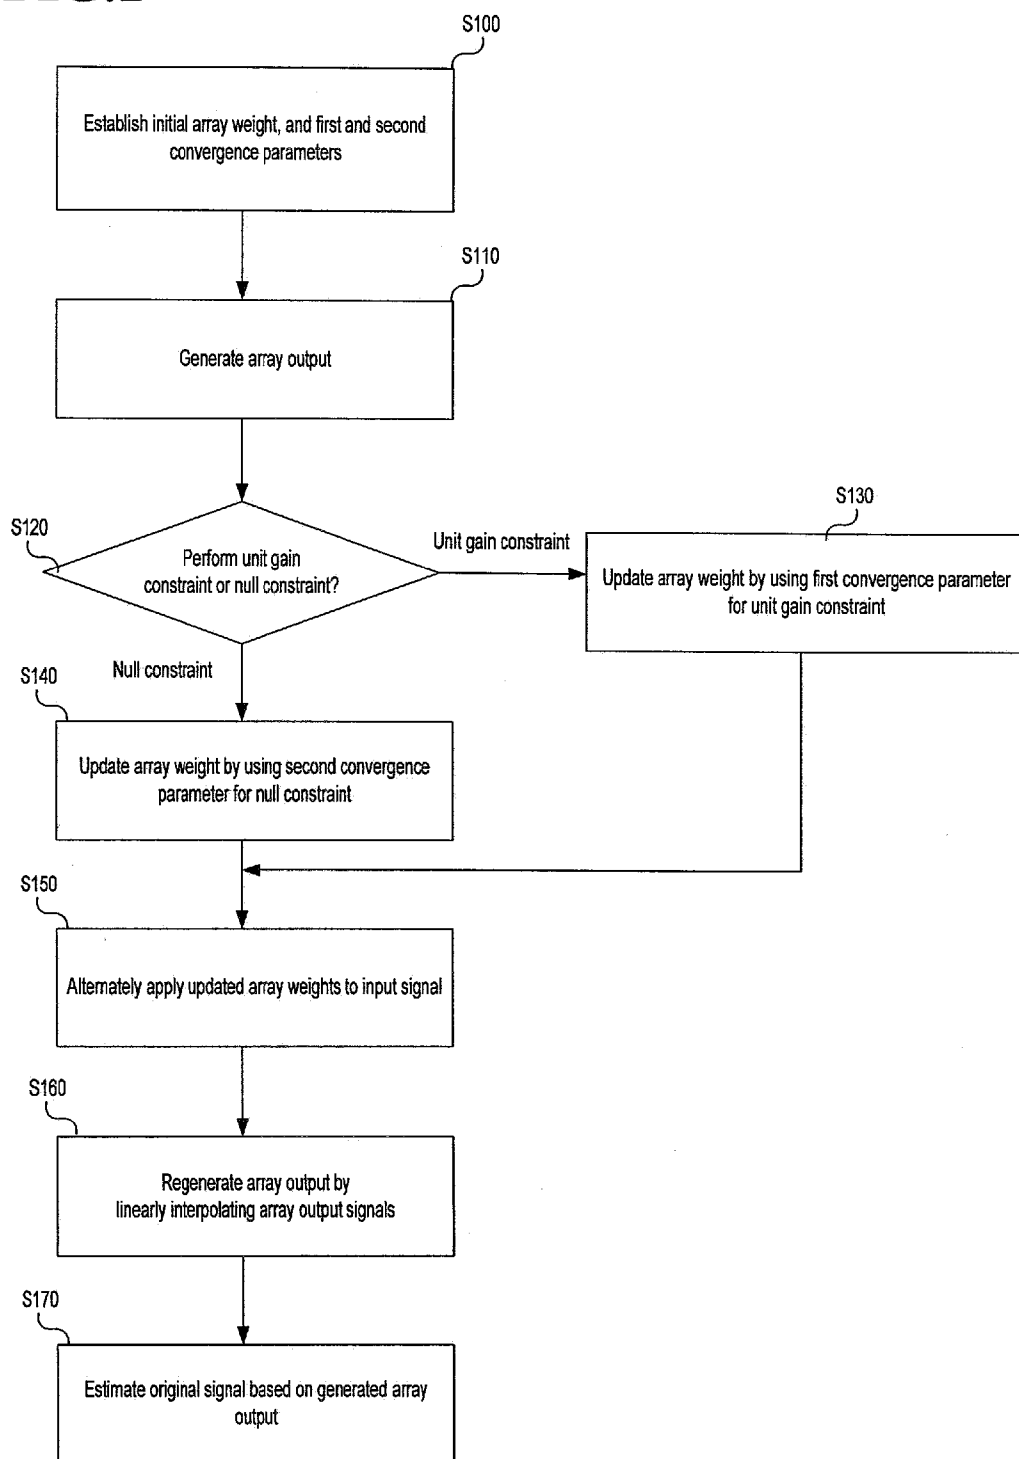 S100
Establish initial array weight, and first and second
convergence parameters
S110
Generate array output
S120
Perform unit gain
constraint or null constraint?
Unit gain constraint
S130
Update array weight by using first convergence parameter
for unit gain constraint
Null constraint
S140
Update array weight by using second convergence
parameter for null constraint
S150
Alternately apply updated array weights to input signal
S160
Regenerate array output by
linearly interpolating array output signals
S170
Estimate original signal based on generated array
output